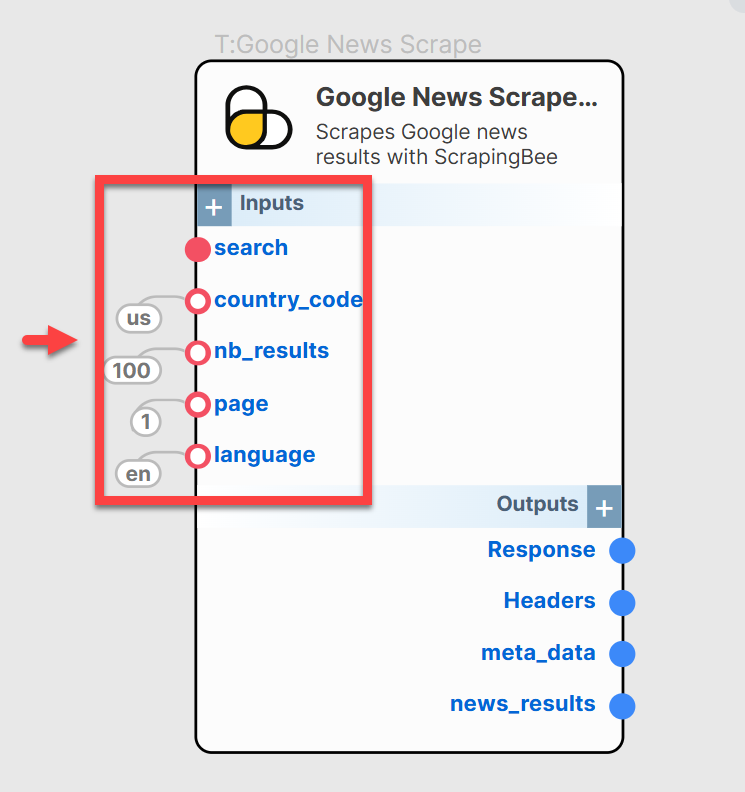 T:Google News Scrape
Google News Scrape...
Scrapes Google news
results with ScrapingBee
+ Inputs
search
country_code
us
nb_results
100
page
1
language
en
Outputs +
Response
Headers
meta_data
news_results